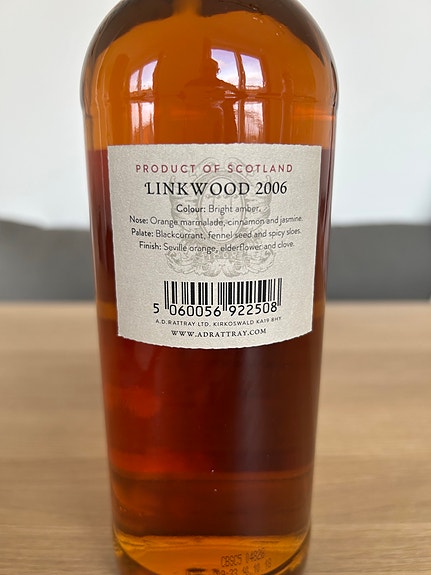 PRODUCT OF SCOTLAND
LINKWOOD 2006
Colour: Bright amber.
Nose: Orange marmalade, cinnamon and jasmine.
Palate: Blackcurrant, fennel seed and spicy sloes.
Finish: Seville orange, elderflower and clove.
5 060056 922508
A.D. RATTRAY LTD, KIRKOSWALD KA19 8HY
WWW.ADRATTRAY.COM